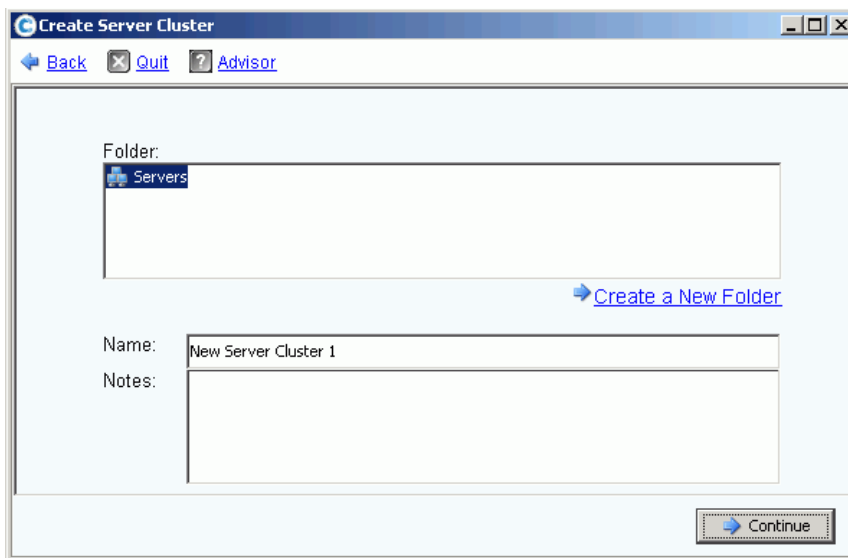 Create Server Cluster
Back Quit Advisor
Folder:
Servers
Create a New Folder
Name: New Server Cluster 1
Notes:
Continue